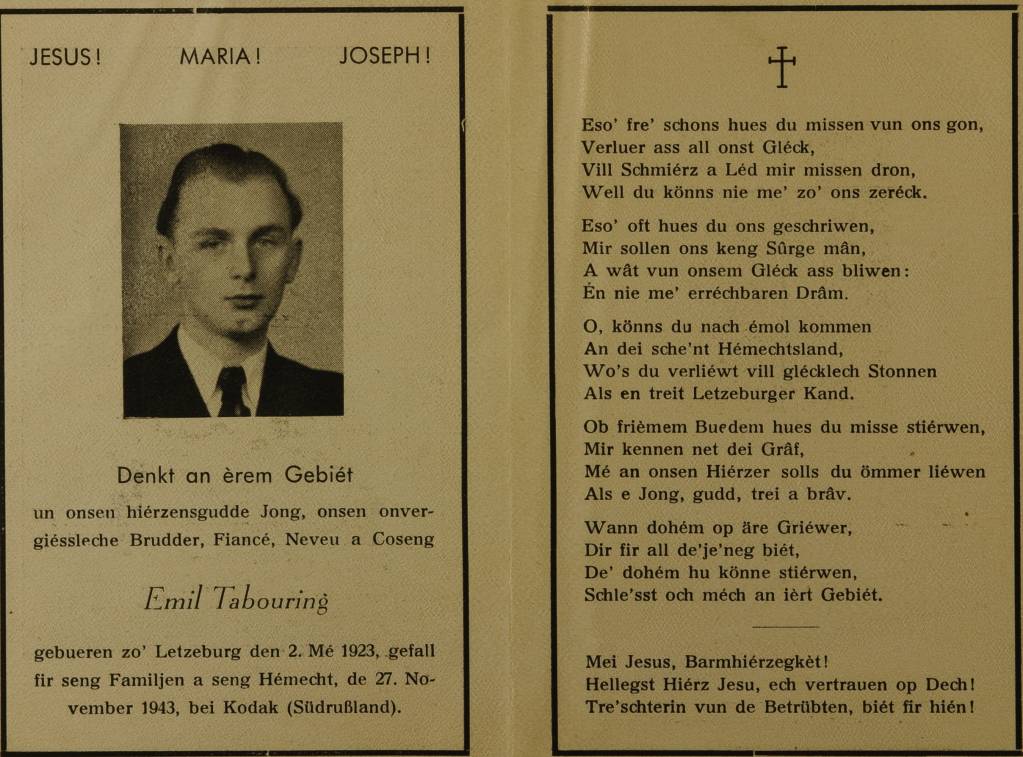 JESUS! MARIA! JOSEPH!
Denkt an èrem Gebiét
un onsen hiérzensgudde Jong, onsen onver-
giéssleche Brudder, Fiancé, Neveu a Coseng
Emil Tabouring
gebueren zo' Letzeburg den 2. Mé 1923, gefall
fir seng Familjen a seng Hémecht, de 27. No-
vember 1943, bei Kodak (Südrußland).
Eso' fre' schons hues du missen vun ons gon,
Verluer ass all onst Gléck,
Vill Schmiérz a Léd mir missen dron,
Well du könns nie me' zo' ons zeréck.
Eso' oft hues du ons geschriwen,
Mir sollen ons keng Sûrge mân,
A wât vun onsem Gléck ass bliwen:
Én nie me' erréchbaren Drâm.
O, könns du nach émol kommen
An dei sche'nt Hémechtsland,
Wo's du verliéwt vill glécklech Stonnen
Als en treit Letzeburger Kand.
Ob frièmem Buedem hues du misse stiérwen,
Mir kennen net dei Grâf,
Mé an onsen Hiérzer solls du ömmer liéwen
Als e Jong, gudd, trei a brâv.
Wann dohém op äre Griéwer,
Dir fir all de'je'neg biét,
De' dohém hu könne stiérwen,
Schle'sst och méch an ièrt Gebiét.
Mei Jesus, Barmhiérzegkèt!
Hellegst Hiérz Jesu, ech vertrauen op Dech!
Tre'schterin vun de Betrübten, biét fir hién!